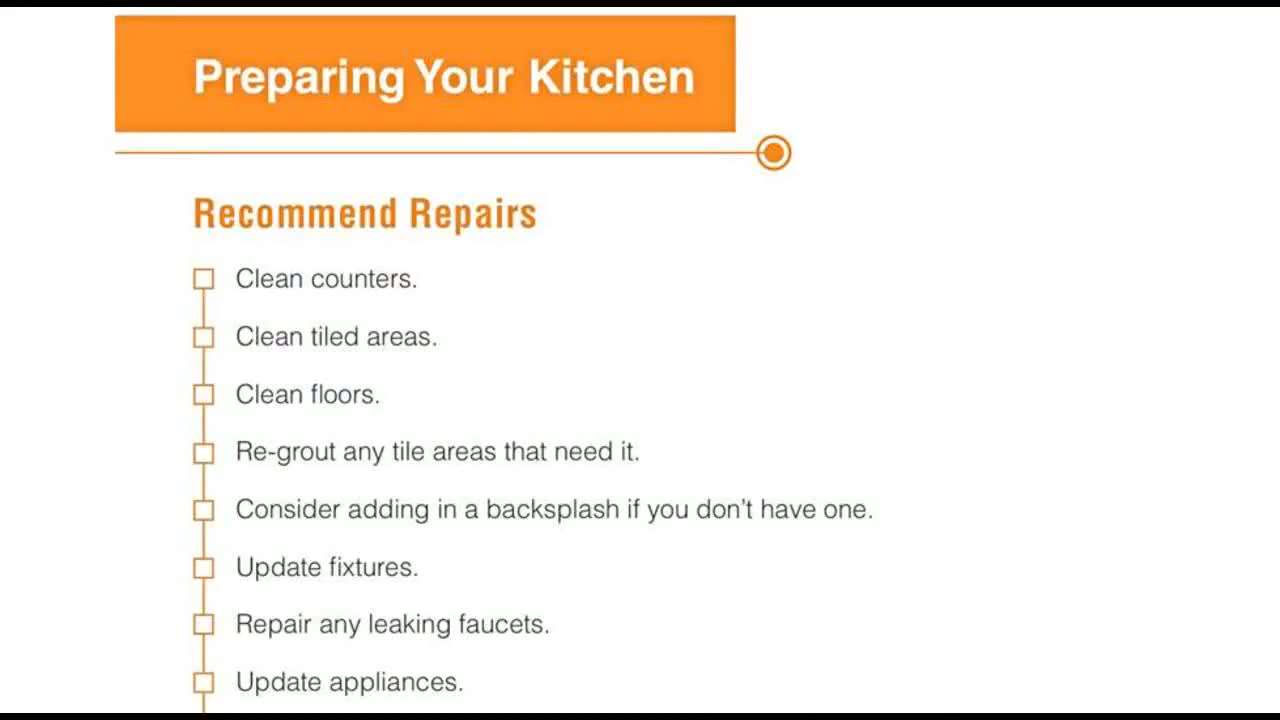 Preparing Your Kitchen
Recommend Repairs
Clean counters.
Clean tiled areas.
Clean floors.
Re-grout any tile areas that need it.
Consider adding in a backsplash if you don't have one.
Update fixtures.
Repair any leaking faucets.
Update appliances.